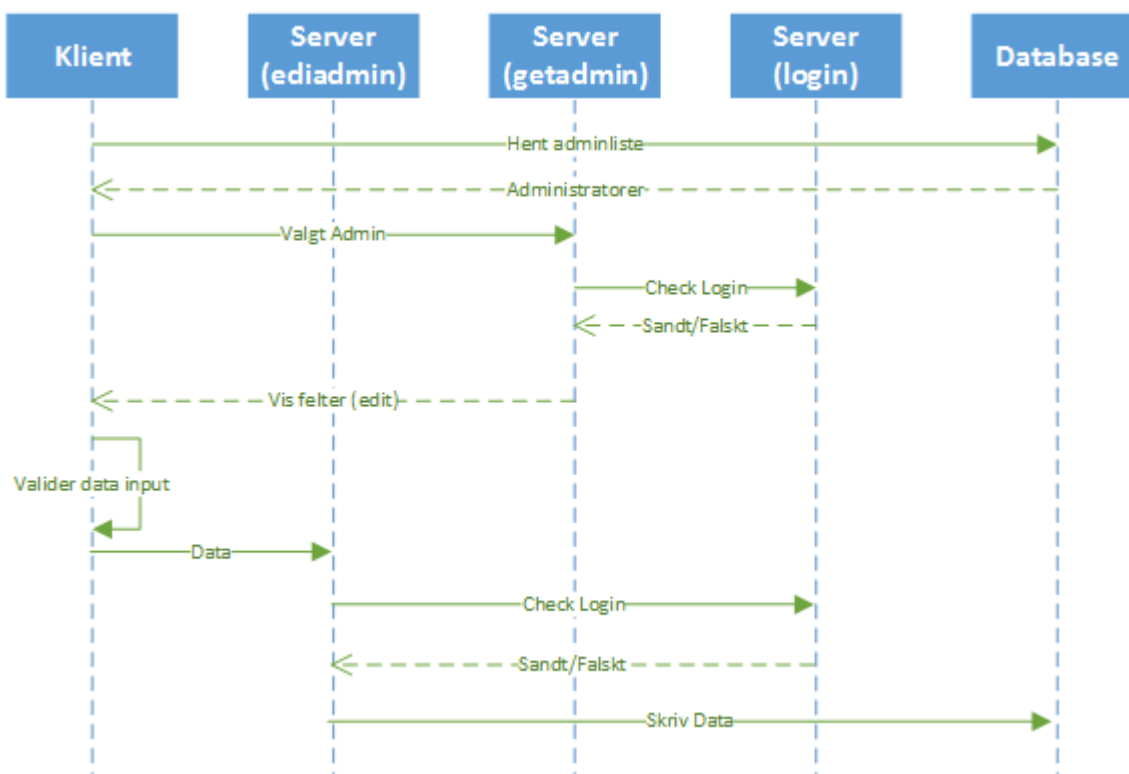 Klient
Server
(ediadmin)
Server
(getadmin)
Server
(login)
Database
Hent adminliste
Administratorer
Valgt Admin
Check Login
Sandt/Falskt
Vis felter (edit)
Valider data input
Data
Check Login
Sandt/Falskt
Skriv Data